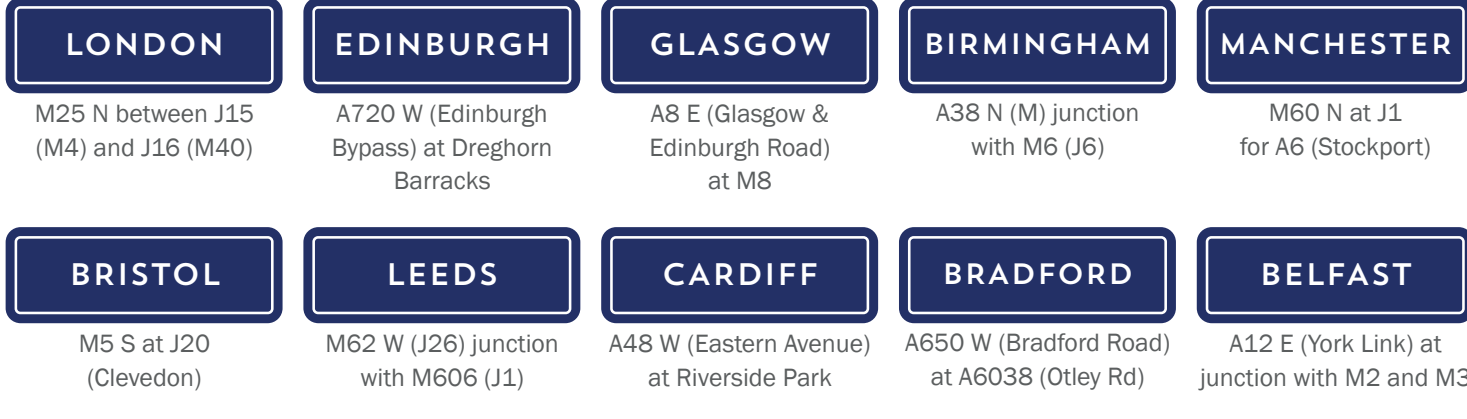 LONDON
M25 N between J15
(M4) and J16 (M40)
EDINBURGH
A720 W (Edinburgh
Bypass) at Dreghorn
Barracks
GLASGOW
A8 E (Glasgow &
Edinburgh Road)
at M8
BIRMINGHAM
A38 N (M) junction
with M6 (J6)
MANCHESTER
M60 N at J1
for A6 (Stockport)
BRISTOL
M5 S at J20
(Clevedon)
LEEDS
M62 W (J26) junction
with M606 (J1)
CARDIFF
A48 W (Eastern Avenue)
at Riverside Park
BRADFORD
A650 W (Bradford Road)
at A6038 (Otley Rd)
BELFAST
A12 E (York Link) at
junction with M2 and M3